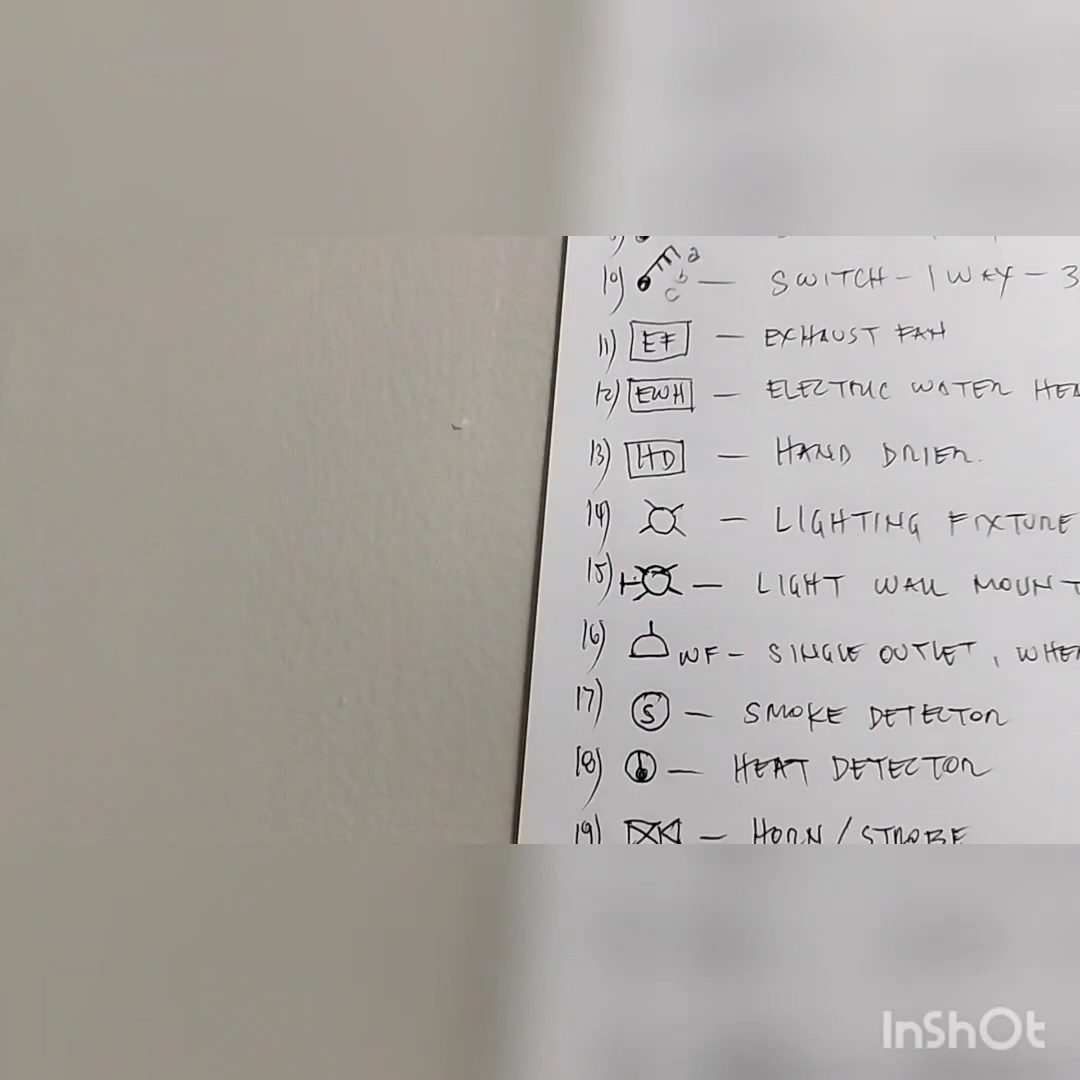 10) a b c — SWITCH - 1 WAY - 3
11) EF — EXHAUST FAN
12) EWH — ELECTRIC WATER HEA
13) HD — HAND DRIER.
14) — LIGHTING FIXTURE
15) — LIGHT WALL MOUNT
16) WF - SINGLE OUTLET, WHE
17) S — SMOKE DETECTOR
18) — HEAT DETECTOR
19) — HORN / STROBE
InShOt